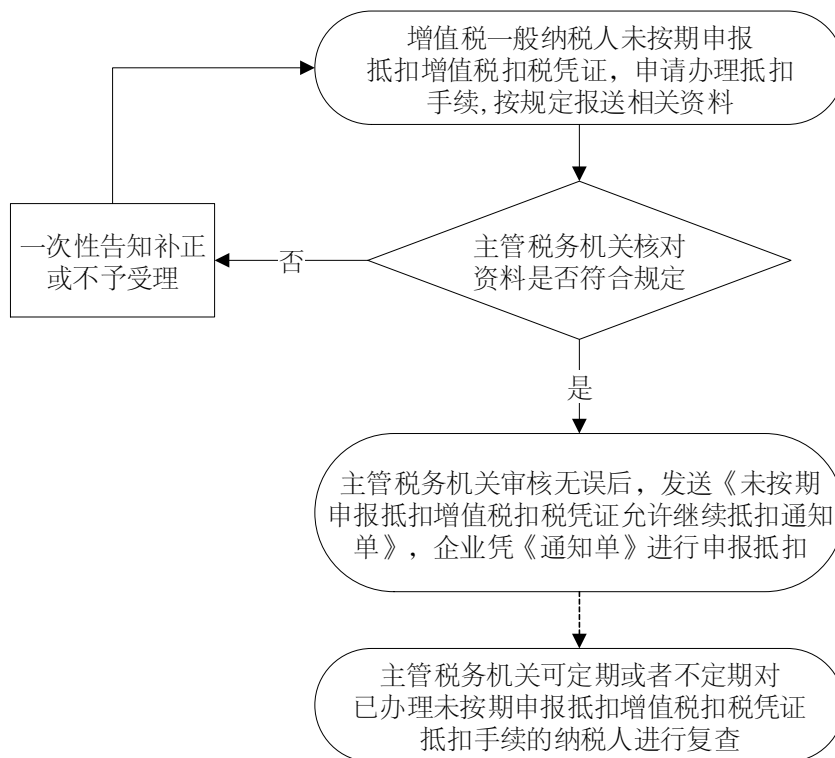 增值税一般纳税人未按期申报
抵扣增值税扣税凭证，申请办理抵扣
手续,按规定报送相关资料
一次性告知补正
或不予受理
否
主管税务机关核对
资料是否符合规定
是
主管税务机关审核无误后，发送《未按期
申报抵扣增值税扣税凭证允许继续抵扣通知
单》，企业凭《通知单》进行申报抵扣
主管税务机关可定期或者不定期对
已办理未按期申报抵扣增值税扣税凭证
抵扣手续的纳税人进行复查